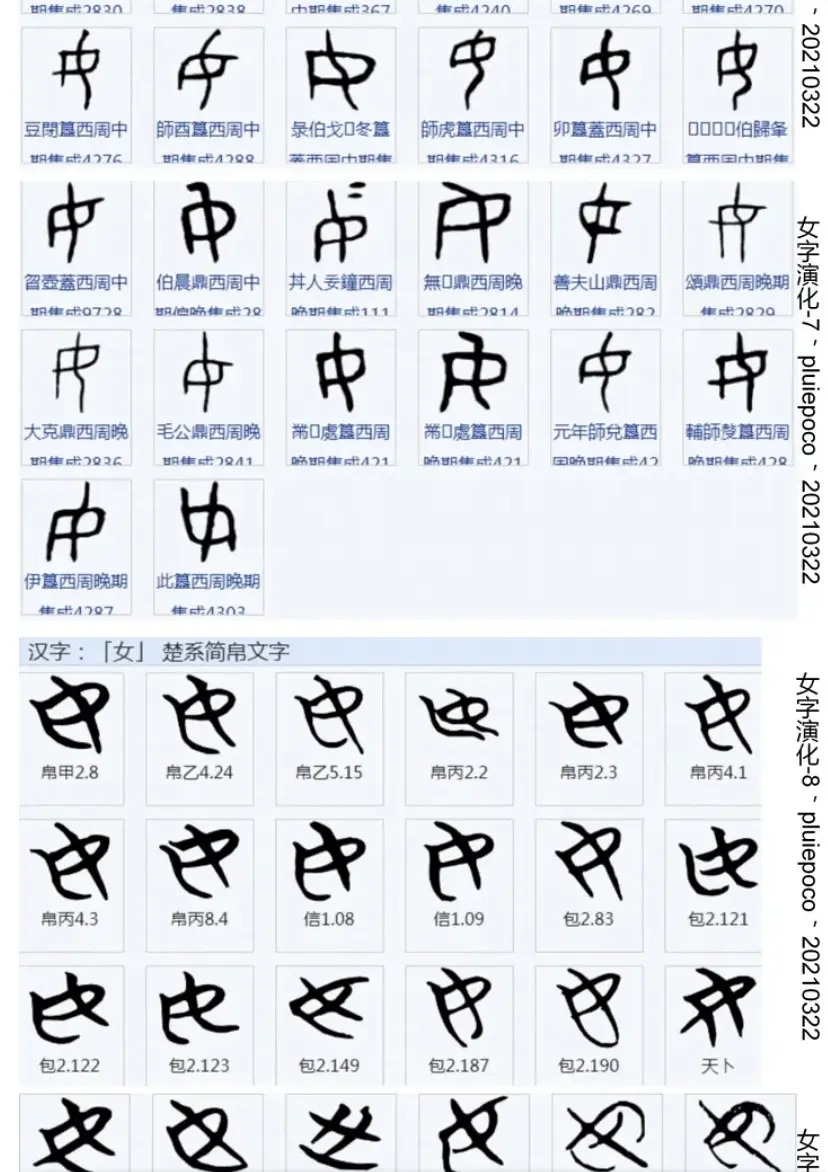 期集成2830 期集成2838 中期集成367 集成4240 期集成4269 期集成4270
豆閉簋西周中 師酉簋西周中 彔伯戈▯冬簋 師虎簋西周中 卯簋蓋西周中 ▯▯▯▯伯歸夆
期集成4276 期集成4288 蓋西周中期集 期集成4316 期集成4327 簋西周中期集
- 20210322
曶壺蓋西周中 伯晨鼎西周中 丼人妄鐘西周 無▯鼎西周晚 善夫山鼎西周 頌鼎西周晚期
期集成9728 期偏晚集成28 晚期集成111 期集成2814 晚期集成282 集成2829
大克鼎西周晚 毛公鼎西周晚 ▯處簋西周 ▯處簋西周 元年師兌簋西 輔師嫠簋西周
期集成2836 期集成2841 晚期集成421 晚期集成421 周晚期集成42 晚期集成428
伊簋西周晚期 此簋西周晚期
集成4287 集成4303
女字演化-7 - pluiepoco - 20210322
汉字：「女」 楚系简帛文字
帛甲2.8 帛乙4.24 帛乙5.15 帛丙2.2 帛丙2.3 帛丙4.1
帛丙4.3 帛丙8.4 信1.08 信1.09 包2.83 包2.121
包2.122 包2.123 包2.149 包2.187 包2.190 天卜
女字演化-8 - pluiepoco - 20210322
女字